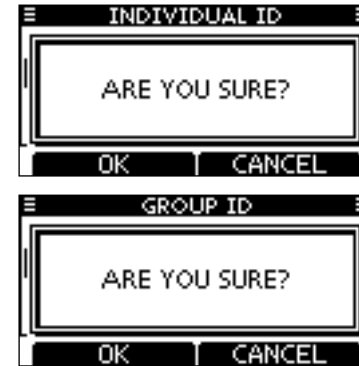 INDIVIDUAL ID
ARE YOU SURE?
OK CANCEL
GROUP ID
ARE YOU SURE?
OK CANCEL